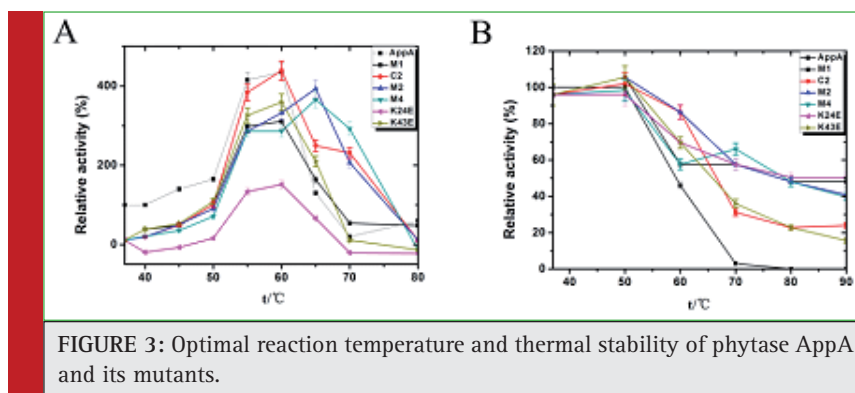 A
400
200
0
Relative activity (%)
40
50
60
70
80
t/℃
AppA
M1
C2
M2
M4
K24E
K43E
B
120
100
80
60
40
20
0
Relative activity (%)
40
50
60
70
80
90
t/℃
AppA
M1
C2
M2
M4
K24E
K43E
FIGURE 3: Optimal reaction temperature and thermal stability of phytase AppA
and its mutants.